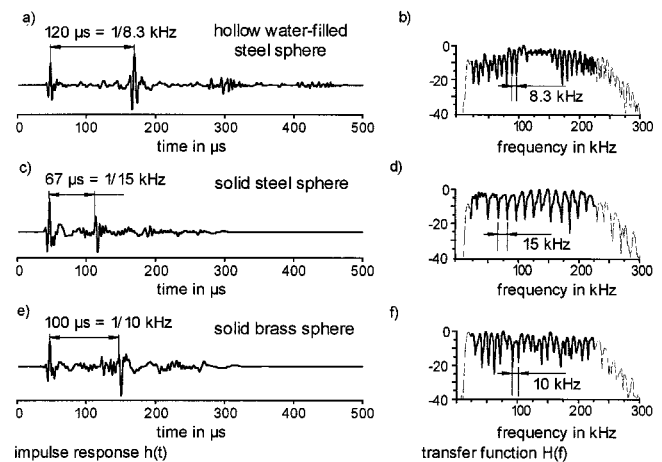 a)
120 µs = 1/8.3 kHz
hollow water-filled
steel sphere
0 100 200 300 400 500
time in µs
b)
0
-20
-40
8.3 kHz
100 200 300
frequency in kHz
c)
67 µs = 1/15 kHz
solid steel sphere
0 100 200 300 400 500
time in µs
d)
0
-20
-40
15 kHz
100 200 300
frequency in kHz
e)
100 µs = 1/10 kHz
solid brass sphere
0 100 200 300 400 500
time in µs
f)
0
-20
-40
10 kHz
100 200 300
frequency in kHz
impulse response h(t)
transfer function H(f)